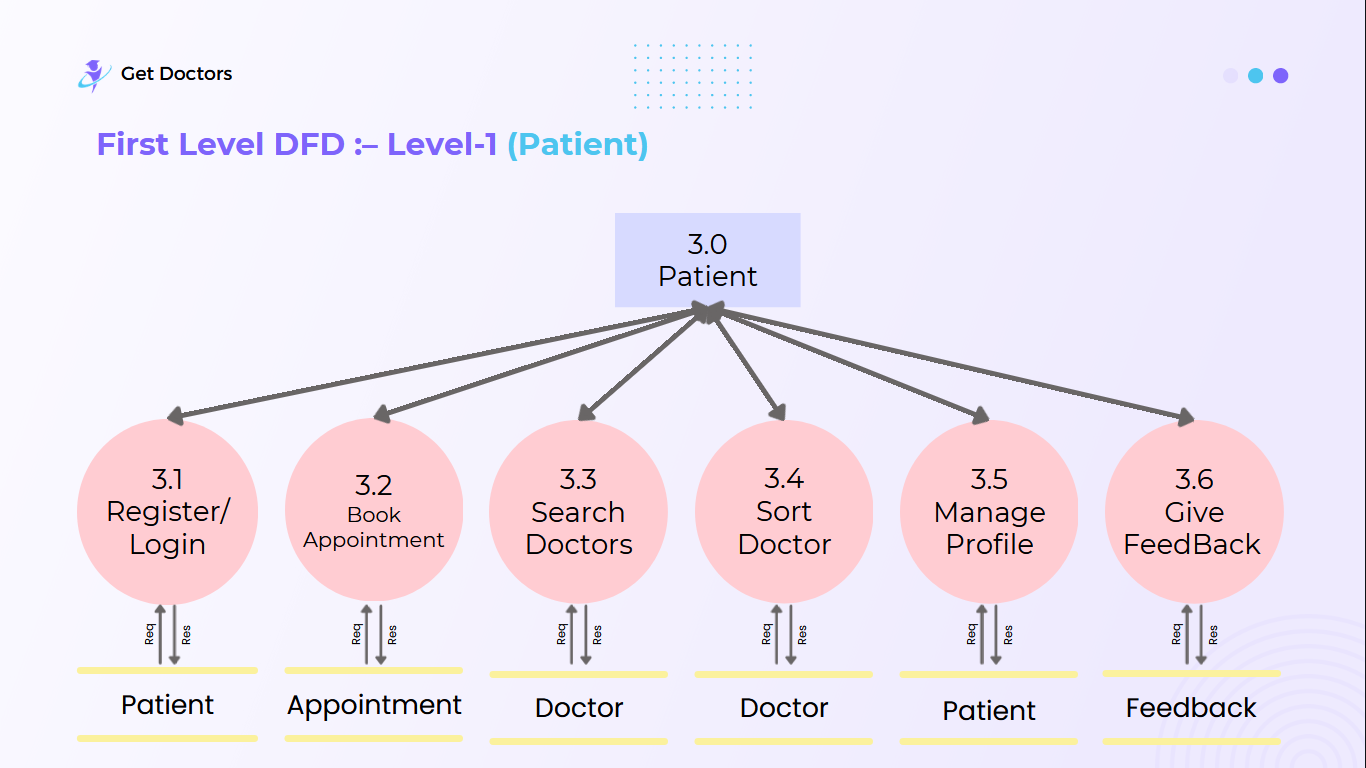 Get Doctors
First Level DFD :– Level-1 (Patient)
3.0
Patient
3.1
Register/
Login
3.2
Book
Appointment
3.3
Search
Doctors
3.4
Sort
Doctor
3.5
Manage
Profile
3.6
Give
FeedBack
Req
Res
Req
Res
Req
Res
Req
Res
Req
Res
Req
Res
Patient
Appointment
Doctor
Doctor
Patient
Feedback